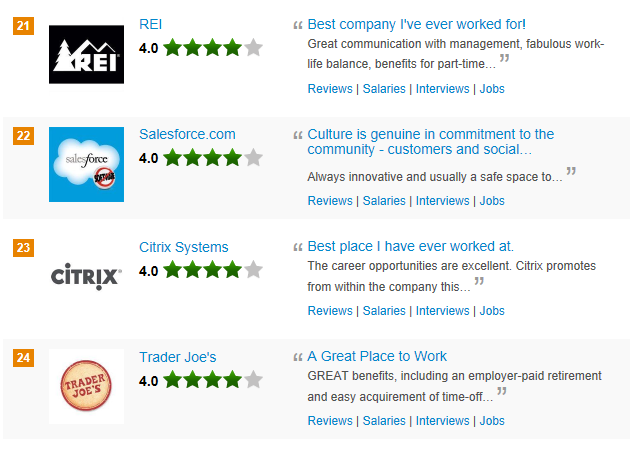 21
REI
REI
4.0
“ Best company I've ever worked for!
Great communication with management, fabulous work-
life balance, benefits for part-time… ”
Reviews | Salaries | Interviews | Jobs
22
salesforce
SOFTWARE
Salesforce.com
4.0
“ Culture is genuine in commitment to the
community - customers and social…
Always innovative and usually a safe space to… ”
Reviews | Salaries | Interviews | Jobs
23
CİTRIX®
Citrix Systems
4.0
“ Best place I have ever worked at.
The career opportunities are excellent. Citrix promotes
from within the company this… ”
Reviews | Salaries | Interviews | Jobs
24
TRADER
JOE'S
Trader Joe's
4.0
“ A Great Place to Work
GREAT benefits, including an employer-paid retirement
and easy acquirement of time-off… ”
Reviews | Salaries | Interviews | Jobs